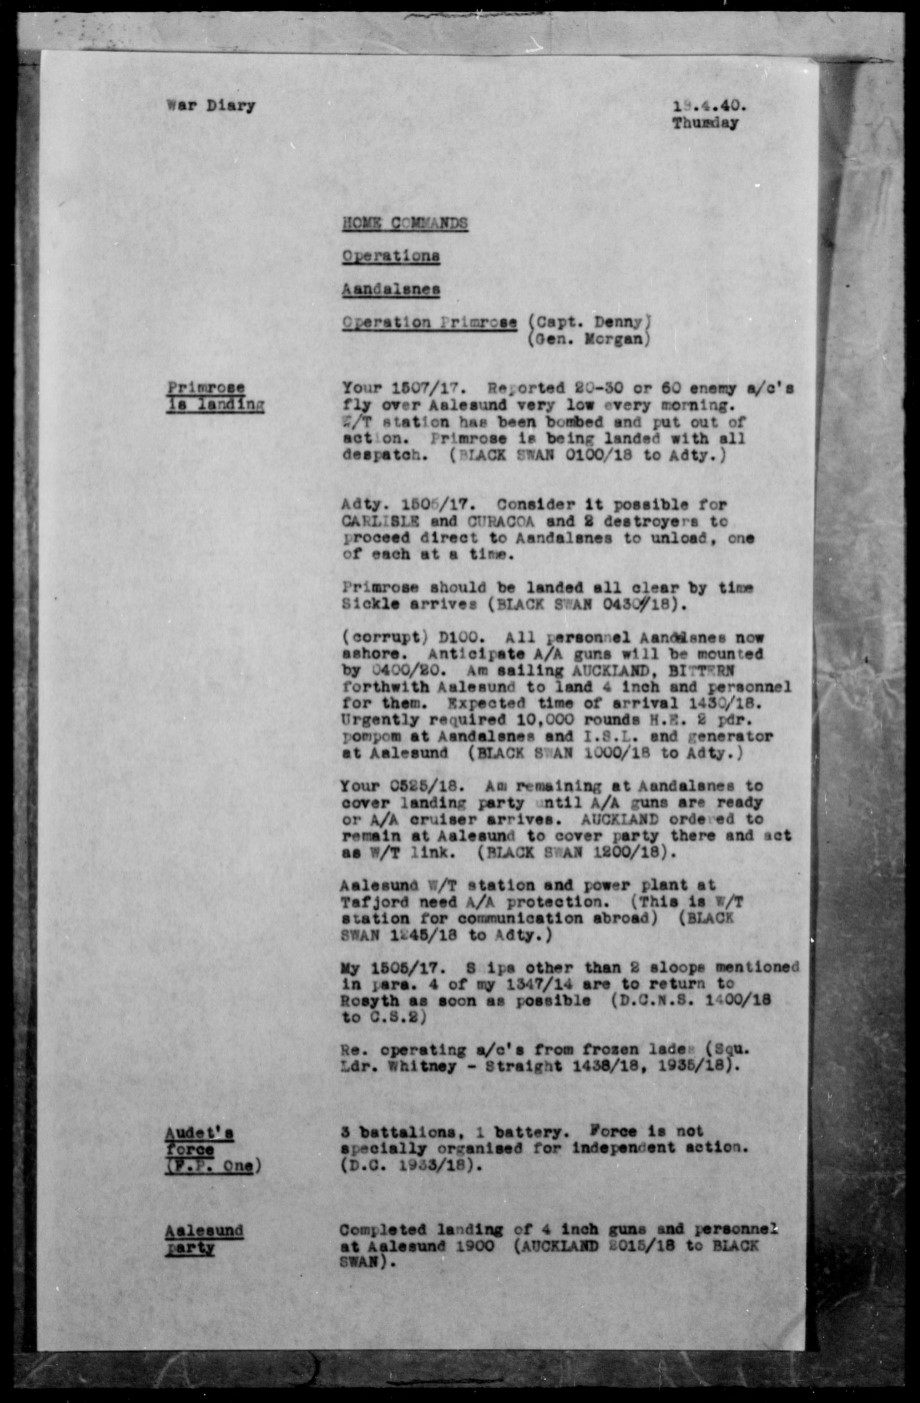 War Diary
18.4.40.
Thursday
HOME COMMANDS
Operations
Aandalsnes
Operation Primrose (Capt. Denny)
(Gen. Morgan)
Primrose
is landing
Your 1507/17. Reported 20-30 or 60 enemy a/c's
fly over Aalesund very low every morning.
W/T station has been bombed and put out of
action. Primrose is being landed with all
despatch. (BLACK SWAN 0100/18 to Adty.)
Adty. 1505/17. Consider it possible for
CARLISLE and CURACOA and 2 destroyers to
proceed direct to Aandalsnes to unload, one
of each at a time.
Primrose should be landed all clear by time
Sickle arrives (BLACK SWAN 0430/18).
(corrupt) D100. All personnel Aandalsnes now
ashore. Anticipate A/A guns will be mounted
by 0400/20. Am sailing AUCKLAND, BITTERN
forthwith Aalesund to land 4 inch and personnel
for them. Expected time of arrival 1430/18.
Urgently required 10,000 rounds H.E. 2 pdr.
pompom at Aandalsnes and I.S.L. and generator
at Aalesund (BLACK SWAN 1000/18 to Adty.)
Your 0525/18. Am remaining at Aandalsnes to
cover landing party until A/A guns are ready
or A/A cruiser arrives. AUCKLAND ordered to
remain at Aalesund to cover party there and act
as W/T link. (BLACK SWAN 1200/18).
Aalesund W/T station and power plant at
Tafjord need A/A protection. (This is W/T
station for communication abroad) (BLACK
SWAN 1245/18 to Adty.)
My 1505/17. S ips other than 2 sloops mentioned
in para. 4 of my 1347/14 are to return to
Rosyth as soon as possible (D.C.N.S. 1400/18
to C.S.2)
Re. operating a/c's from frozen lades (Squ.
Ldr. Whitney - Straight 1438/18, 1935/18).
Audet's
force
(F.P. One)
3 battalions, 1 battery. Force is not
specially organised for independent action.
(D.C. 1933/18).
Aalesund
party
Completed landing of 4 inch guns and personnel
at Aalesund 1900 (AUCKLAND 2015/18 to BLACK
SWAN).